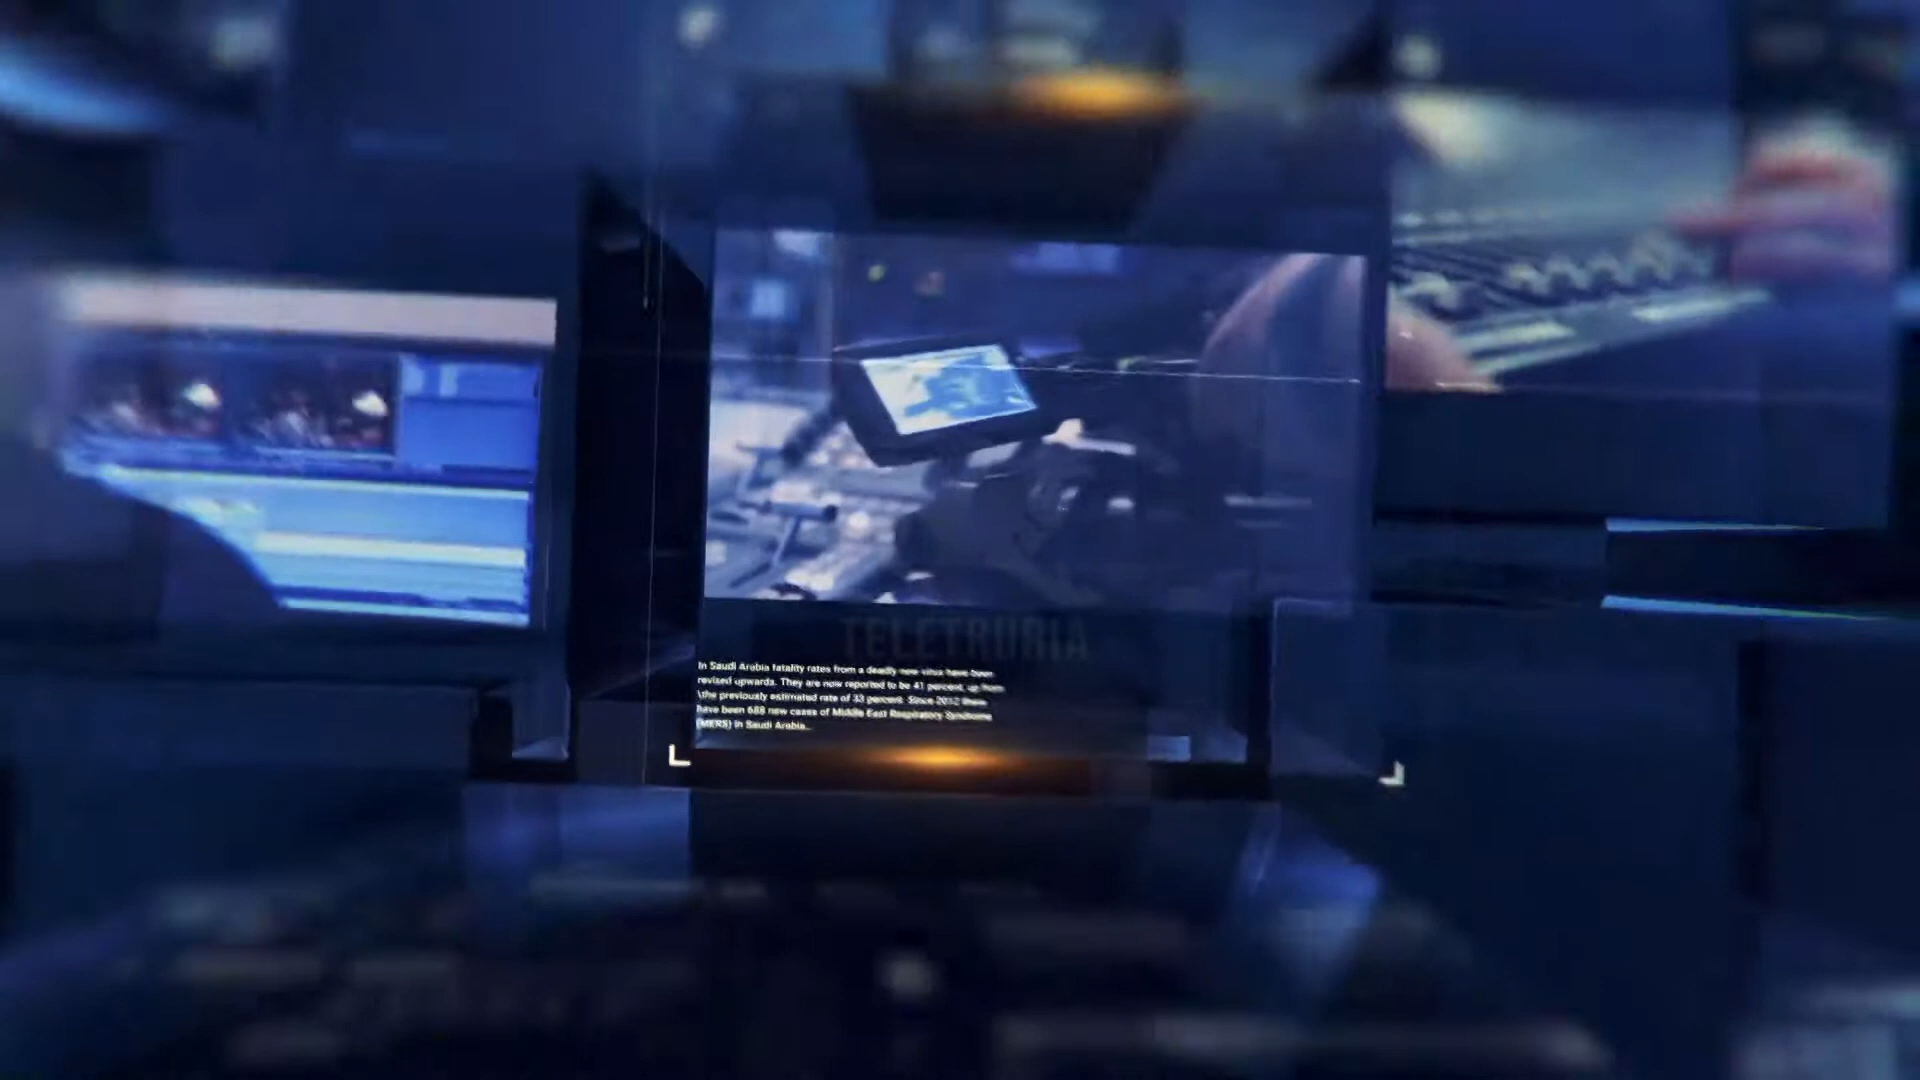 TELETRURIA
In Saudi Arabia fatality rates from a deadly new virus have been
revised upwards. They are now reported to be 41 percent, up from
\the previously estimated rate of 33 percent. Since 2012 there
have been 688 new cases of Middle East Respiratory Syndrome
(MERS) in Saudi Arabia...